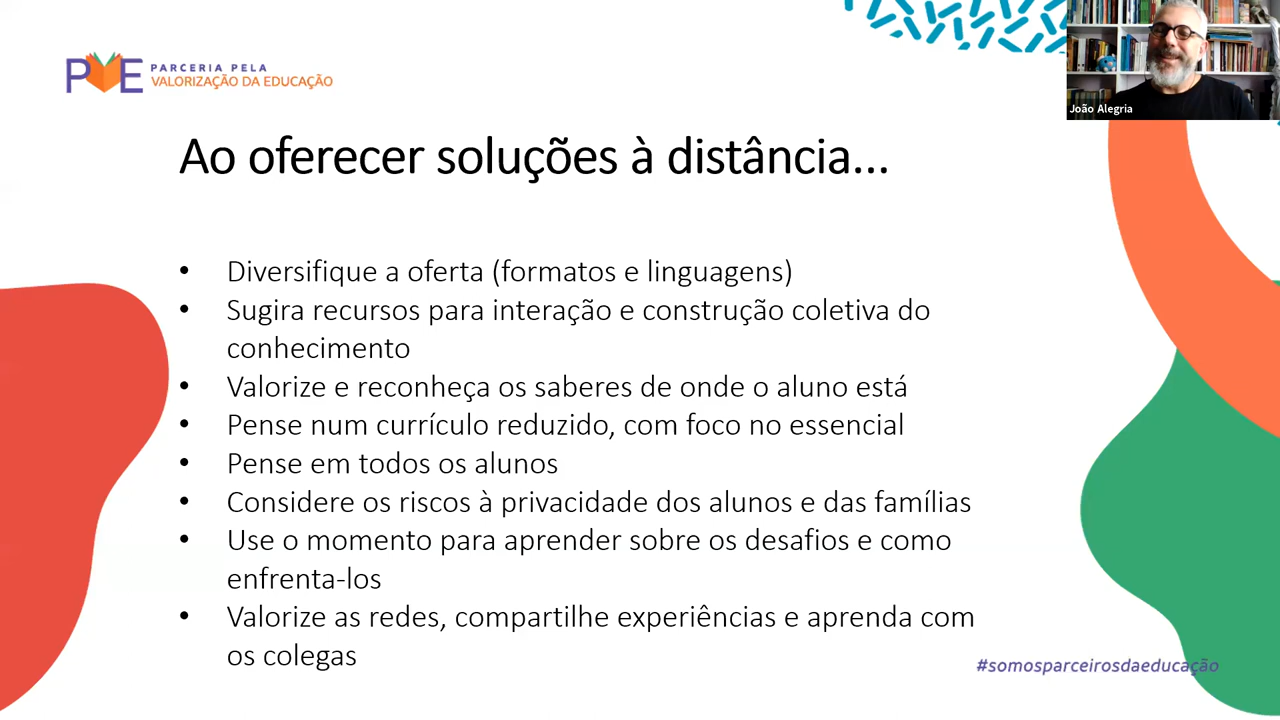 PVE PARCERIA PELA
VALORIZAÇÃO DA EDUCAÇÃO
João Alegria
Ao oferecer soluções à distância...
• Diversifique a oferta (formatos e linguagens)
• Sugira recursos para interação e construção coletiva do
conhecimento
• Valorize e reconheça os saberes de onde o aluno está
• Pense num currículo reduzido, com foco no essencial
• Pense em todos os alunos
• Considere os riscos à privacidade dos alunos e das famílias
• Use o momento para aprender sobre os desafios e como
enfrenta-los
• Valorize as redes, compartilhe experiências e aprenda com
os colegas
#somosparceirosdaeducação